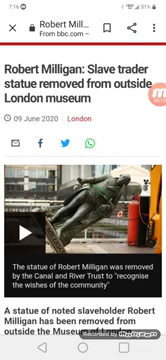 7:16
Robert Mill...
From bbc.com
Robert Milligan: Slave trader
statue removed from outside
London museum
09 June 2020
London
The statue of Robert Milligan was removed
by the Canal and River Trust to "recognise
the wishes of the community"
A statue of noted slaveholder Robert
Milligan has been removed from
outside the Museum of London